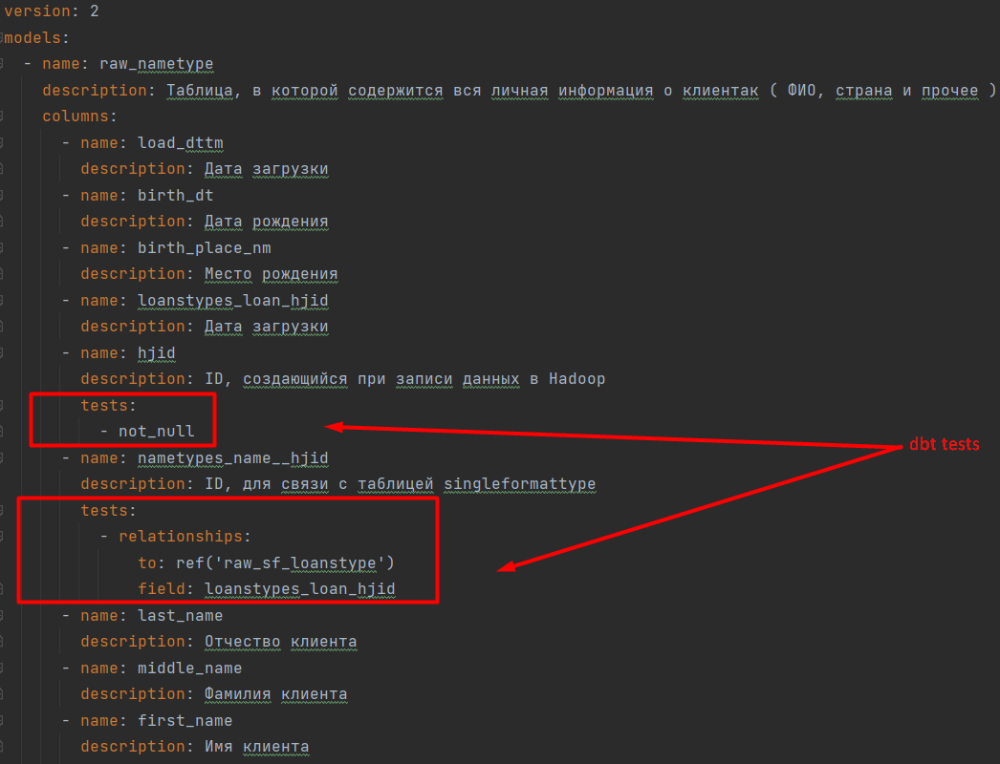 version: 2
models:
- name: raw_nametype
description: Таблица, в которой содержится вся личная информация о клиентак ( ФИО, страна и прочее )
columns:
- name: load_dttm
description: Дата загрузки
- name: birth_dt
description: Дата рождения
- name: birth_place_nm
description: Место рождения
- name: loanstypes_loan_hjid
description: Дата загрузки
- name: hjid
description: ID, создающийся при записи данных в Hadoop
tests:
- not_null
dbt tests
- name: nametypes_name__hjid
description: ID, для связи с таблицей singleformattype
tests:
- relationships:
to: ref('raw_sf_loanstype')
field: loanstypes_loan_hjid
- name: last_name
description: Отчество клиента
- name: middle_name
description: Фамилия клиента
- name: first_name
description: Имя клиента